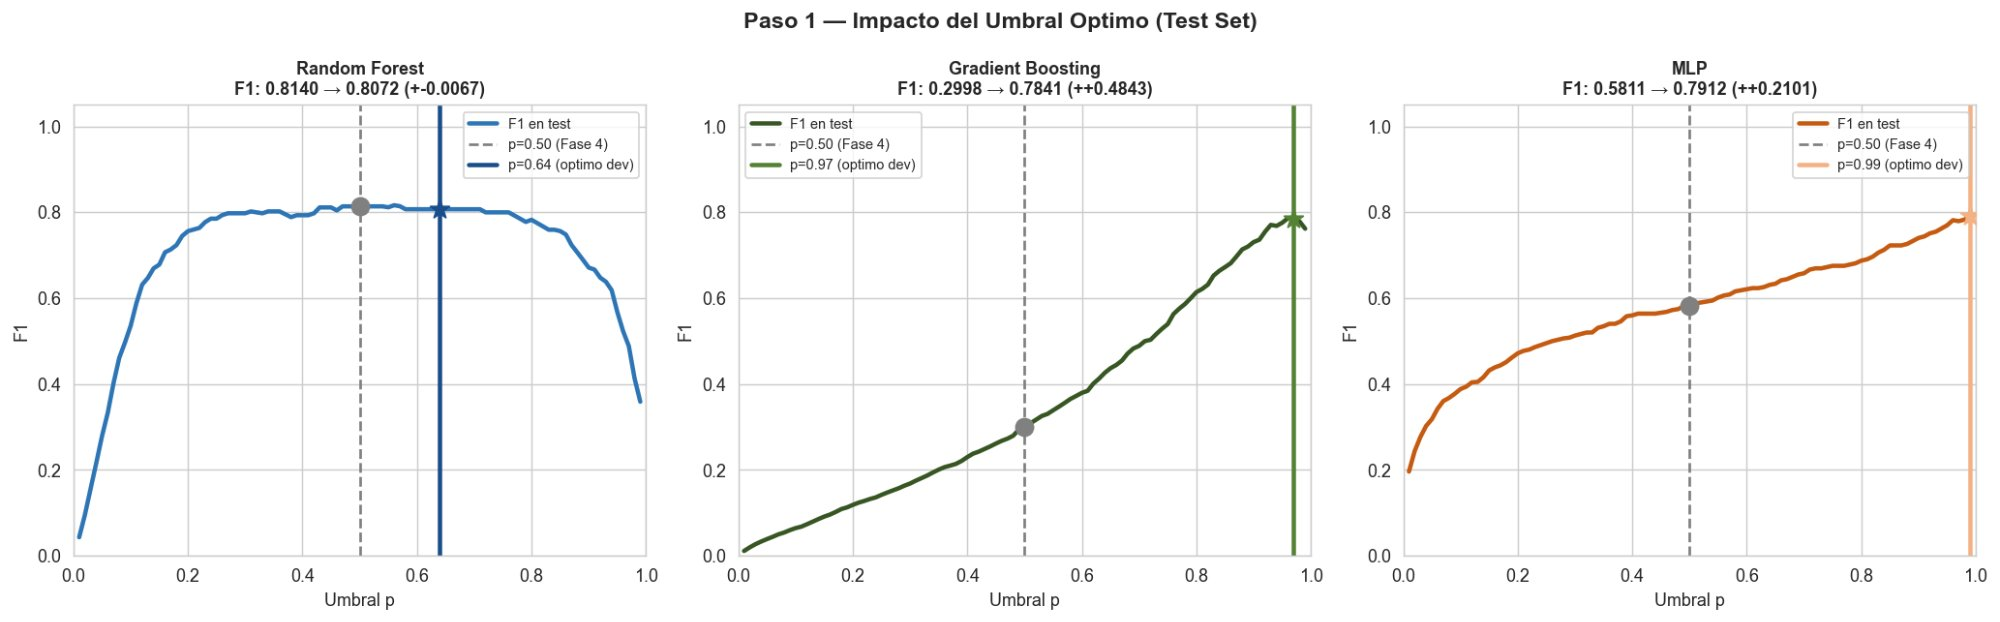 Paso 1 — Impacto del Umbral Optimo (Test Set)
Random Forest
F1: 0.8140 → 0.8072 (+-0.0067)
F1 en test
p=0.50 (Fase 4)
p=0.64 (optimo dev)
1.0
0.8
0.6
0.4
0.2
0.0
F1
0.0 0.2 0.4 0.6 0.8 1.0
Umbral p
Gradient Boosting
F1: 0.2998 → 0.7841 (++0.4843)
F1 en test
p=0.50 (Fase 4)
p=0.97 (optimo dev)
1.0
0.8
0.6
0.4
0.2
0.0
F1
0.0 0.2 0.4 0.6 0.8 1.0
Umbral p
MLP
F1: 0.5811 → 0.7912 (++0.2101)
F1 en test
p=0.50 (Fase 4)
p=0.99 (optimo dev)
1.0
0.8
0.6
0.4
0.2
0.0
F1
0.0 0.2 0.4 0.6 0.8 1.0
Umbral p